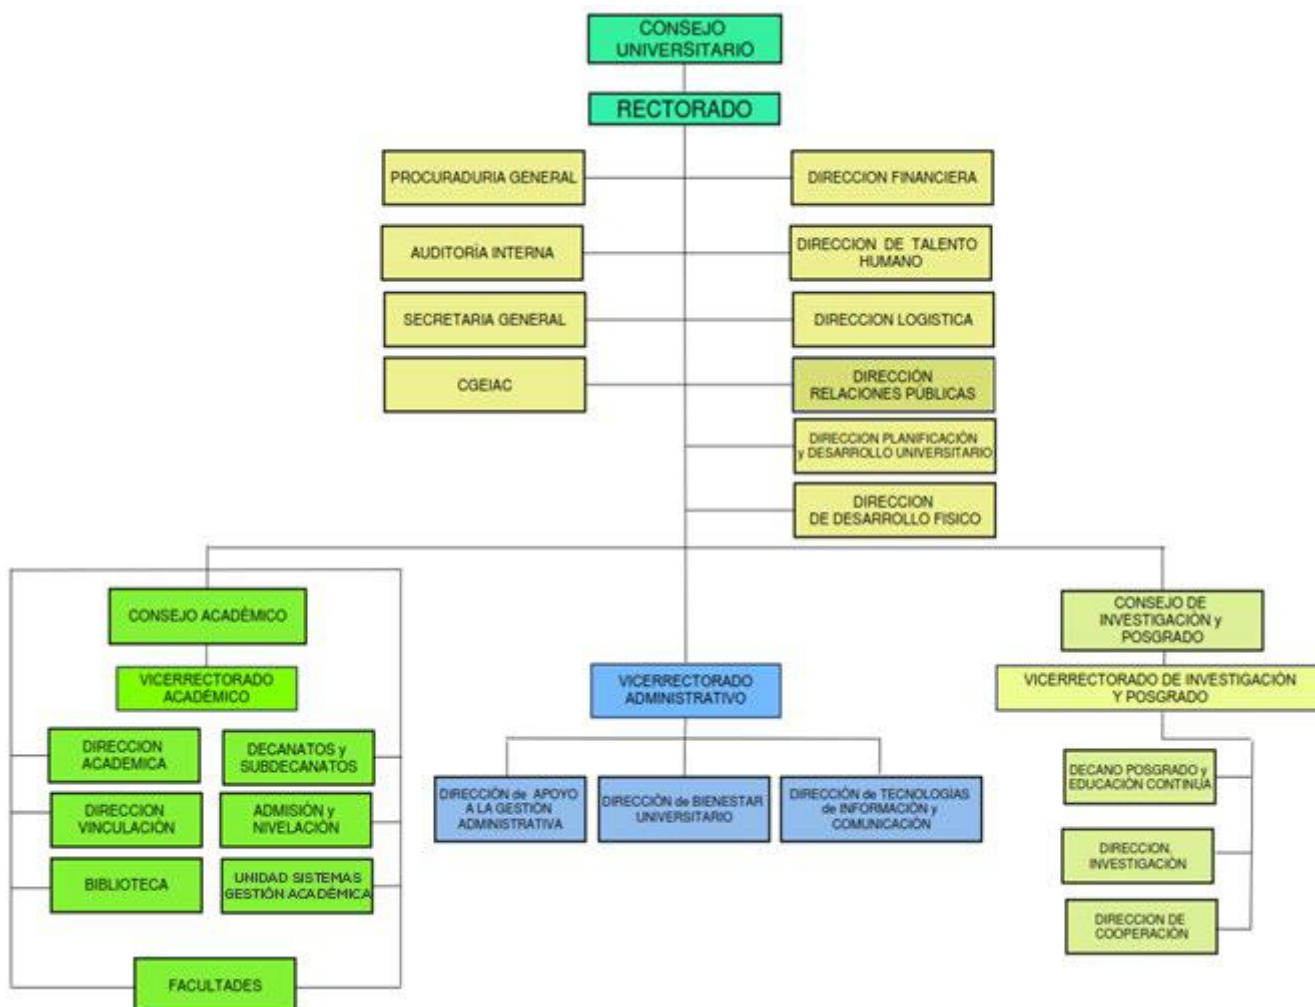 CONSEJO
UNIVERSITARIO
RECTORADO
PROCURADURIA GENERAL
DIRECCION FINANCIERA
AUDITORÍA INTERNA
DIRECCION DE TALENTO
HUMANO
SECRETARIA GENERAL
DIRECCION LOGISTICA
CGEIAC
DIRECCIÓN
RELACIONES PÚBLICAS
DIRECCION PLANIFICACIÓN
y DESARROLLO UNIVERSITARIO
DIRECCION
DE DESARROLLO FISICO
CONSEJO ACADÉMICO
VICERRECTORADO
ACADÉMICO
DIRECCION
ACADEMICA
DECANATOS y
SUBDECANATOS
DIRECCION
VINCULACIÓN
ADMISIÓN y
NIVELACIÓN
BIBLIOTECA
UNIDAD SISTEMAS
GESTIÓN ACADÉMICA
FACULTADES
VICERRECTORADO
ADMINISTRATIVO
DIRECCIÓN de APOYO
A LA GESTIÓN
ADMINISTRATIVA
DIRECCIÓN de BIENESTAR
UNIVERSITARIO
DIRECCIÓN de TECNOLOGIAS
de INFORMACIÓN y
COMUNICACIÓN
CONSEJO DE
INVESTIGACIÓN y
POSGRADO
VICERRECTORADO DE INVESTIGACIÓN
Y POSGRADO
DECANO POSGRADO y
EDUCACIÓN CONTINUA
DIRECCION,
INVESTIGACIÓN
DIRECCION DE
COOPERACIÓN